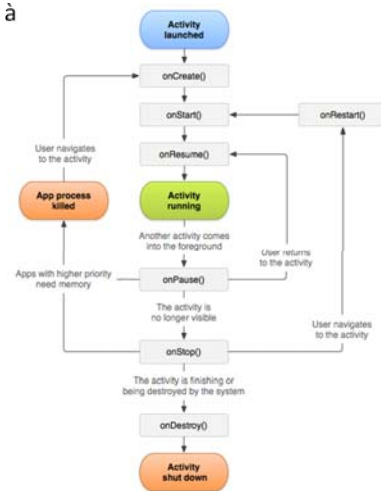 à
Activity
launched
onCreate()
onStart()
onRestart()
User navigates
to the activity
onResume()
App process
killed
Activity
running
Another activity comes
into the foreground
User returns
to the activity
Apps with higher priority
need memory
onPause()
The activity is
no longer visible
User navigates
to the activity
onStop()
The activity is finishing or
being destroyed by the system
onDestroy()
Activity
shut down